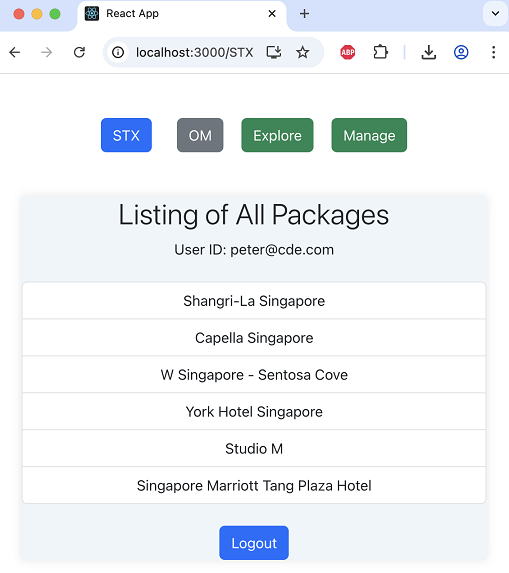 React App
localhost:3000/STX
ABP
STX OM Explore Manage
Listing of All Packages
User ID: peter@cde.com
Shangri-La Singapore
Capella Singapore
W Singapore - Sentosa Cove
York Hotel Singapore
Studio M
Singapore Marriott Tang Plaza Hotel
Logout